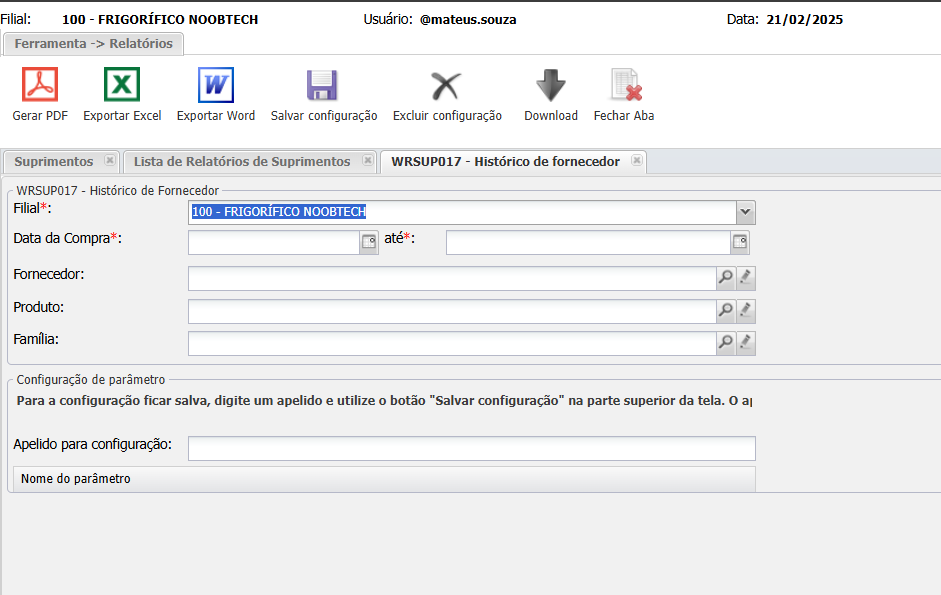 Filial: 100 - FRIGORÍFICO NOOBTECH Usuário: @mateus.souza Data: 21/02/2025
Ferramenta -> Relatórios
Gerar PDF Exportar Excel Exportar Word Salvar configuração Excluir configuração Download Fechar Aba
Suprimentos Lista de Relatórios de Suprimentos WRSUP017 - Histórico de fornecedor
WRSUP017 - Histórico de Fornecedor
Filial*: 100 - FRIGORÍFICO NOOBTECH
Data da Compra*: até*:
Fornecedor:
Produto:
Família:
Configuração de parâmetro
Para a configuração ficar salva, digite um apelido e utilize o botão "Salvar configuração" na parte superior da tela. O
Apelido para configuração:
Nome do parâmetro